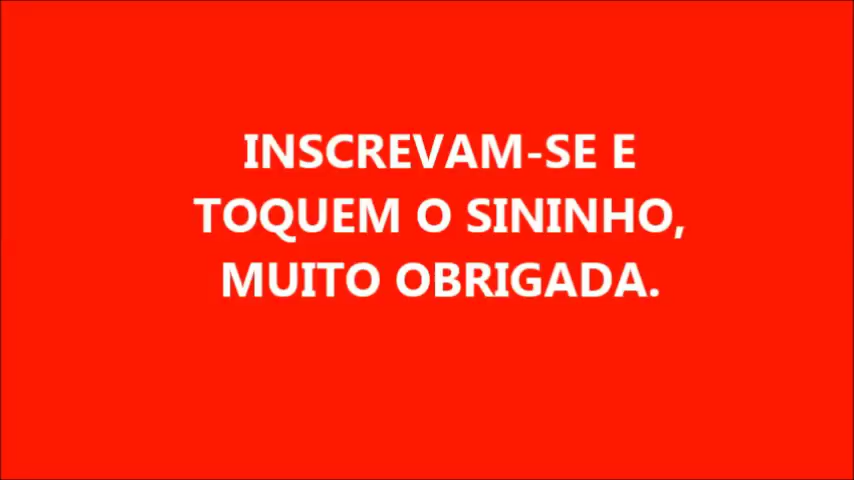 INSCREVAM-SE E
TOQUEM O SININHO,
MUITO OBRIGADA.